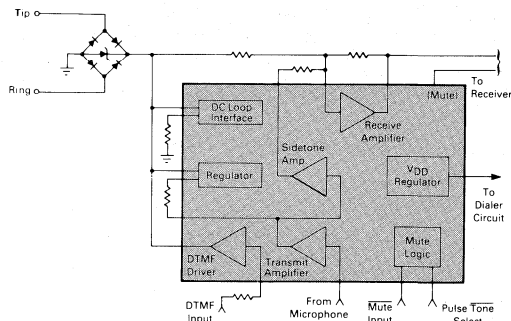 Tip
Ring
To
Receiver
(Mute)
DC Loop
Interface
Receive
Amplifier
Sidetone
Amp.
Regulator
VDD
Regulator
To
Dialer
Circuit
Mute
Logic
DTMF
Driver
Transmit
Amplifier
DTMF
Input
From
Microphone
Mute
Input
Pulse Tone
Select